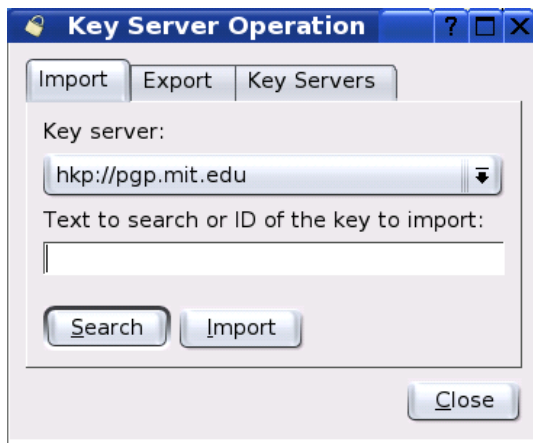 Key Server Operation
Import Export Key Servers
Key server:
hkp://pgp.mit.edu
Text to search or ID of the key to import:
Search Import
Close